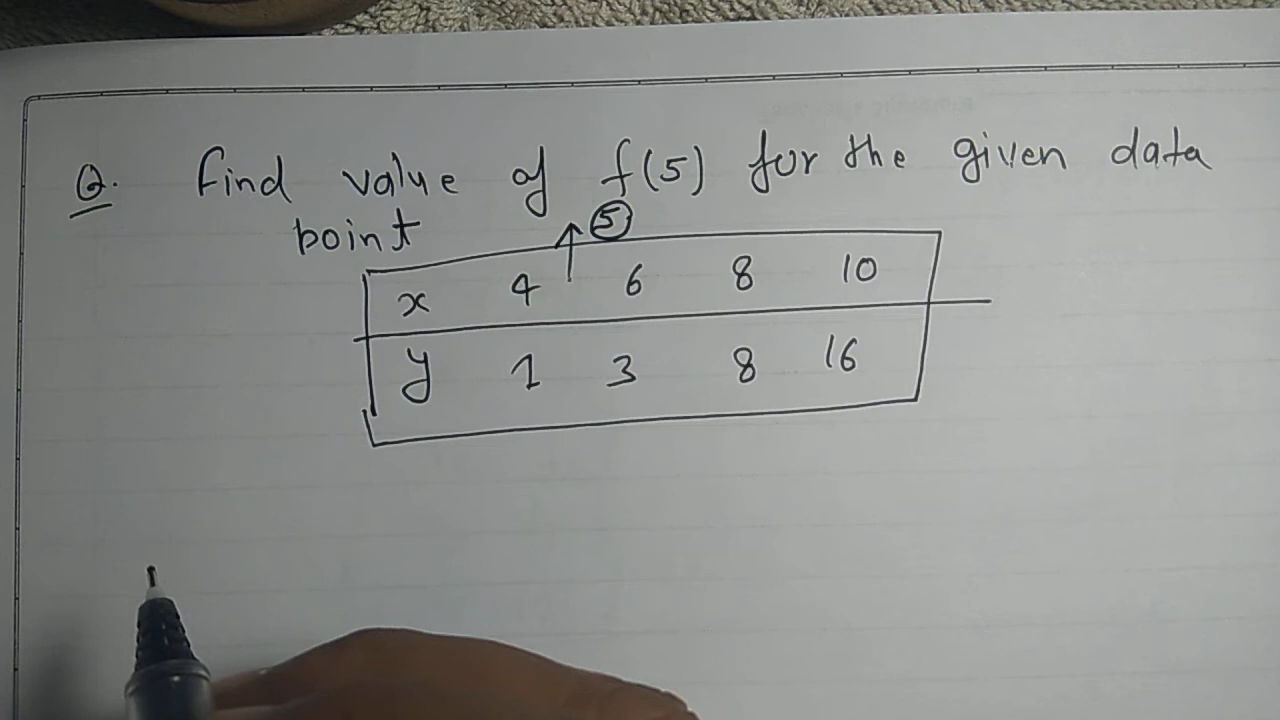 Q. find value of f(5) for the given data
point
5
x 4 6 8 10
y 1 3 8 16